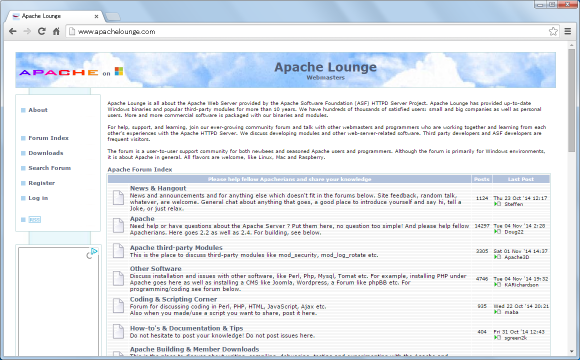 Apache Lounge
www.apachelounge.com
APACHE on
Apache Lounge
Webmasters
About
Forum Index
Downloads
Search Forum
Register
Log in
RSS
Apache Lounge is all about the Apache Web Server provided by the Apache Software Foundation (ASF) HTTPD Server Project. Apache Lounge has provided up-to-date
Windows binaries and popular third-party modules for more than 10 years. We have hundreds of thousands of satisfied users: small and big companies as well as personal
users. More and more commercial software is packaged with our binaries and modules.
For help, support, and learning, join our ever-growing community forum and talk with other webmasters and programmers who are working together and learning from each
other's experiences with the Apache HTTPD Server. We discuss developing modules and other web-server-related software. Third party developers and ASF developers are
frequent visitors.
The forum is a user-to-user support community for both newbees and seasoned Apache users and programmers. Although the forum is primarily for Windows environments,
it is about Apache in general. All flavors are welcome, like Linux, Mac and Raspberry.
Apache Forum Index
Please help fellow Apacherians and share your knowledge Posts Last Post
News & Hangout
News and announcements and for anything else which doesn't fit in the forums below. Site feedback, random talk,
whatever, are welcome. General chat about anything that goes, a good place to introduce yourself and say hi, tell a
Joke, or just relax.
1124 Thu 23 Oct '14 12:17
Steffen
Apache
Need help or have questions about the Apache Server ? Put them here, no question too simple! And please help fellow
Apacherians. Here goes 2.2 as well as 2.4. For building, see below.
14297 Tue 04 Nov '14 2:28
Doug22
Apache third-party Modules
This is the place to discuss third-party modules like mod_security, mod_log_rotate etc.
3305 Sat 01 Nov '14 14:37
Apache3D
Other Software
Discuss installation and issues with other software, like Perl, Php, Mysql, Tomat etc. For example, installing PHP under
Apache goes here as well as installing a CMS like Joomla, Wordpress, a Forum like phpBB etc. For
programming/coding see forum below.
4746 Tue 04 Nov '14 19:32
KARichardson
Coding & Scripting Corner
Forum for discussing coding in Perl, PHP, HTML, JavaScript, Ajax etc.
Also when you made/use a script you want to share, post it here.
935 Wed 22 Oct '14 20:31
maba
How-to's & Documentation & Tips
Do not hesitate to post your knowledge! Do not post issues here.
404 Fri 31 Oct '14 12:43
sgreen2k
Apache Building & Member Downloads